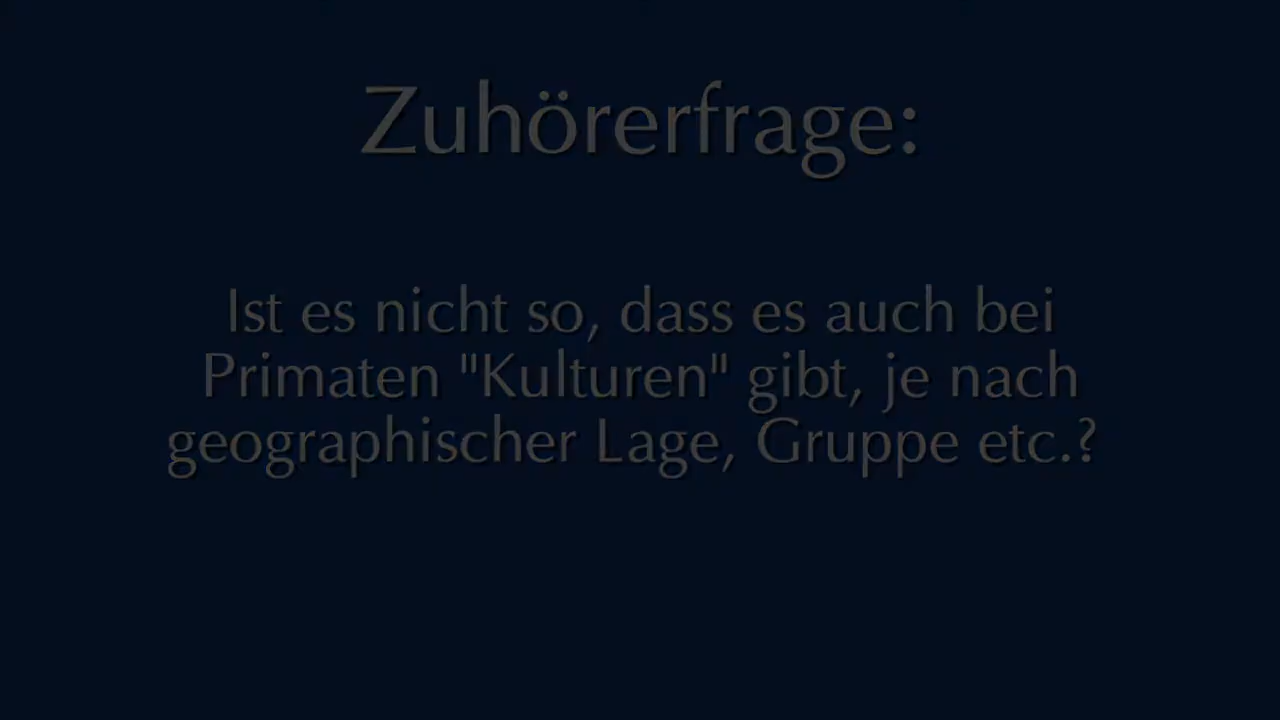 Zuhörerfrage:
Ist es nicht so, dass es auch bei
Primaten "Kulturen" gibt, je nach
geographischer Lage, Gruppe etc.?